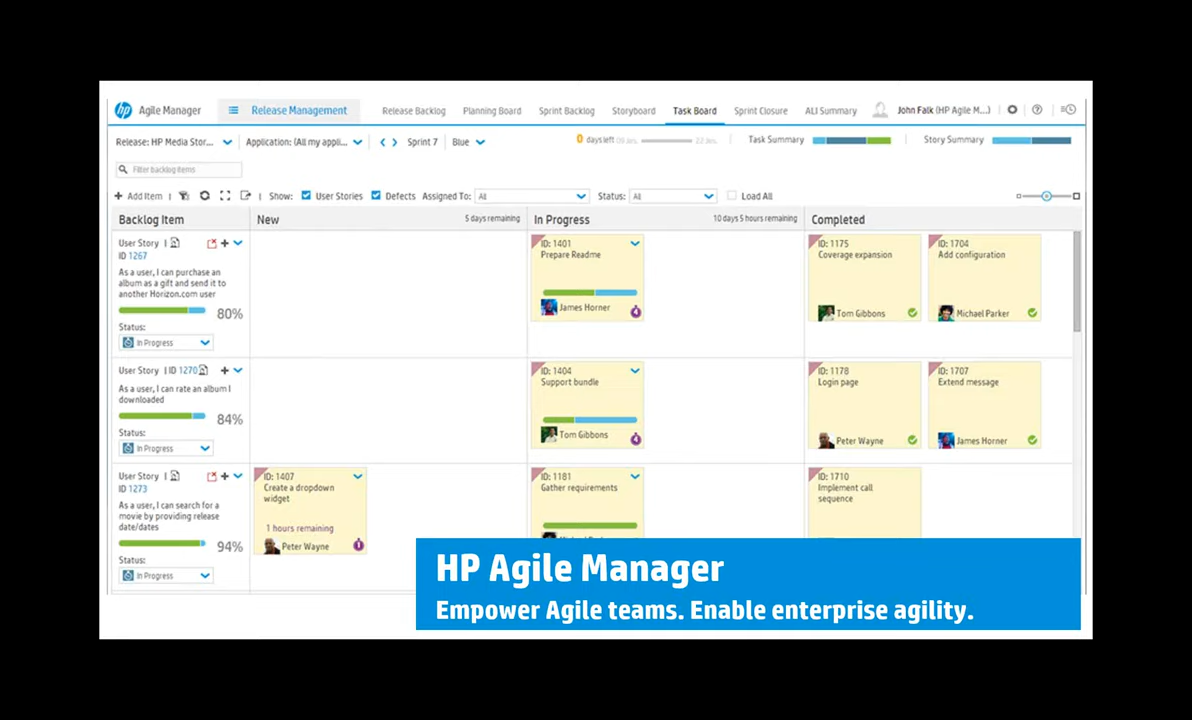 hp Agile Manager Release Management Release Backlog Planning Board Sprint Backlog Storyboard Task Board Sprint Closure ALI Summary John Falk (HP Agile M...)
Release: HP Media Stor... Application: (All my appli... Sprint 7 Blue 0 days left Task Summary Story Summary
Filter backlog items
+ Add Item Show: User Stories Defects Assigned To: All Status: All Load All
Backlog Item New 5 days remaining In Progress 10 days 5 hours remaining Completed
User Story
ID 1267
As a user, I can purchase an
album as a gift and send it to
another Horizon.com user
80%
Status:
In Progress
ID: 1401
Prepare Readme
James Horner 4
ID: 1175
Coverage expansion
Tom Gibbons
ID: 1704
Add configuration
Michael Parker
User Story ID 1270
As a user, I can rate an album I
downloaded
84%
Status:
In Progress
ID: 1404
Support bundle
Tom Gibbons 4
ID: 1178
Login page
Peter Wayne
ID: 1707
Extend message
James Horner
User Story
ID 1273
As a user, I can search for a
movie by providing release
date/dates
94%
Status:
In Progress
ID: 1407
Create a dropdown
widget
1 hours remaining
Peter Wayne 1
ID: 1181
Gather requirements
ID: 1710
Implement call
sequence
HP Agile Manager
Empower Agile teams. Enable enterprise agility.